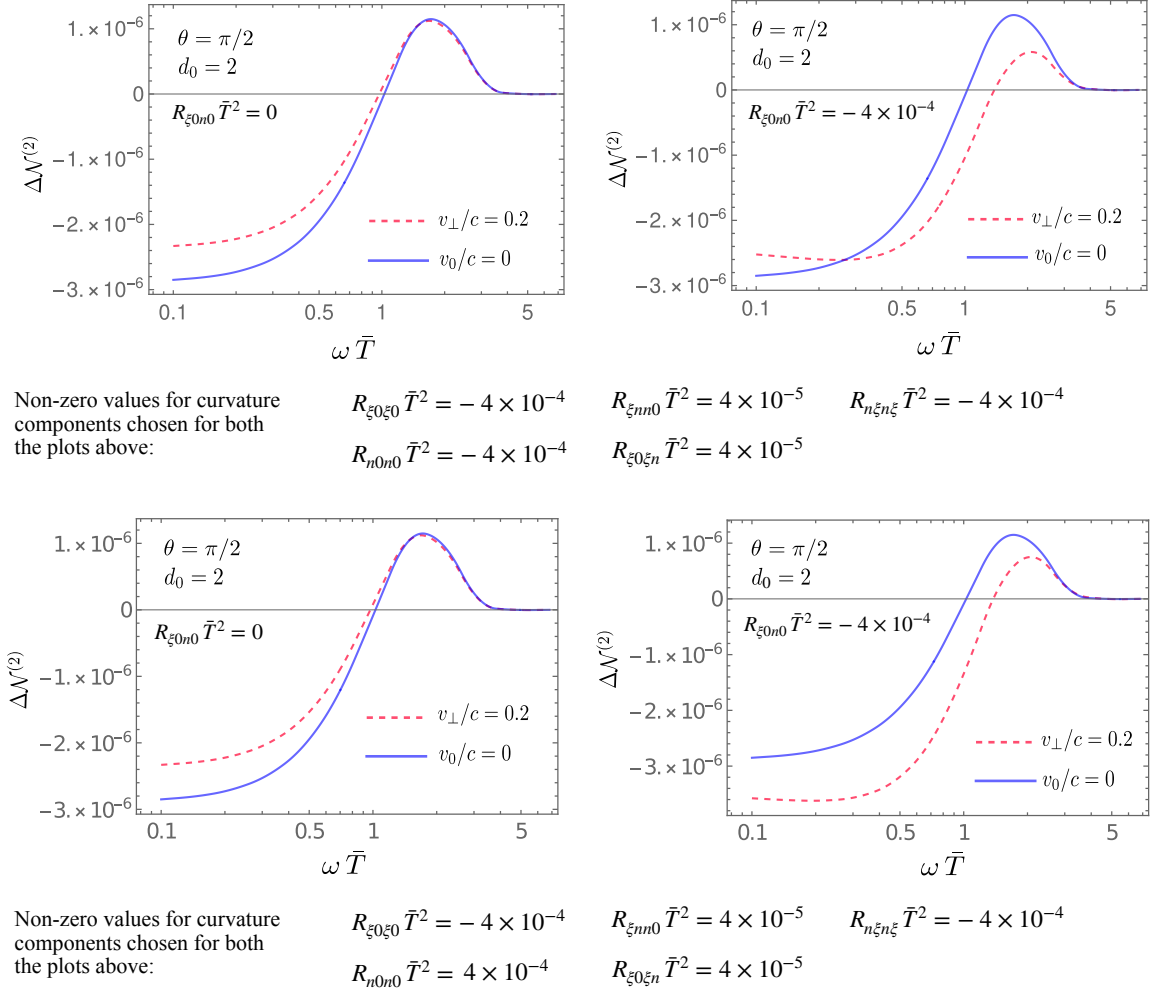 1.×10⁻⁶
0
−1.×10⁻⁶
−2.×10⁻⁶
−3.×10⁻⁶
Δ𝒩⁽²⁾
θ = π/2
d₀ = 2
R_{ξ0n0} T̄² = 0
v_⊥/c = 0.2
v₀/c = 0
0.1 0.5 1 5
ω T̄
1.×10⁻⁶
0
−1.×10⁻⁶
−2.×10⁻⁶
−3.×10⁻⁶
Δ𝒩⁽²⁾
θ = π/2
d₀ = 2
R_{ξ0n0} T̄² = − 4 × 10⁻⁴
v_⊥/c = 0.2
v₀/c = 0
0.1 0.5 1 5
ω T̄
Non-zero values for curvature
components chosen for both
the plots above:
R_{ξ0ξ0} T̄² = − 4 × 10⁻⁴ R_{ξnn0} T̄² = 4 × 10⁻⁵ R_{nξnξ} T̄² = − 4 × 10⁻⁴
R_{n0n0} T̄² = − 4 × 10⁻⁴ R_{ξ0ξn} T̄² = 4 × 10⁻⁵
1.×10⁻⁶
0
−1.×10⁻⁶
−2.×10⁻⁶
−3.×10⁻⁶
Δ𝒩⁽²⁾
θ = π/2
d₀ = 2
R_{ξ0n0} T̄² = 0
v_⊥/c = 0.2
v₀/c = 0
0.1 0.5 1 5
ω T̄
1.×10⁻⁶
0
−1.×10⁻⁶
−2.×10⁻⁶
−3.×10⁻⁶
Δ𝒩⁽²⁾
θ = π/2
d₀ = 2
R_{ξ0n0} T̄² = − 4 × 10⁻⁴
v_⊥/c = 0.2
v₀/c = 0
0.1 0.5 1 5
ω T̄
Non-zero values for curvature
components chosen for both
the plots above:
R_{ξ0ξ0} T̄² = − 4 × 10⁻⁴ R_{ξnn0} T̄² = 4 × 10⁻⁵ R_{nξnξ} T̄² = − 4 × 10⁻⁴
R_{n0n0} T̄² = 4 × 10⁻⁴ R_{ξ0ξn} T̄² = 4 × 10⁻⁵